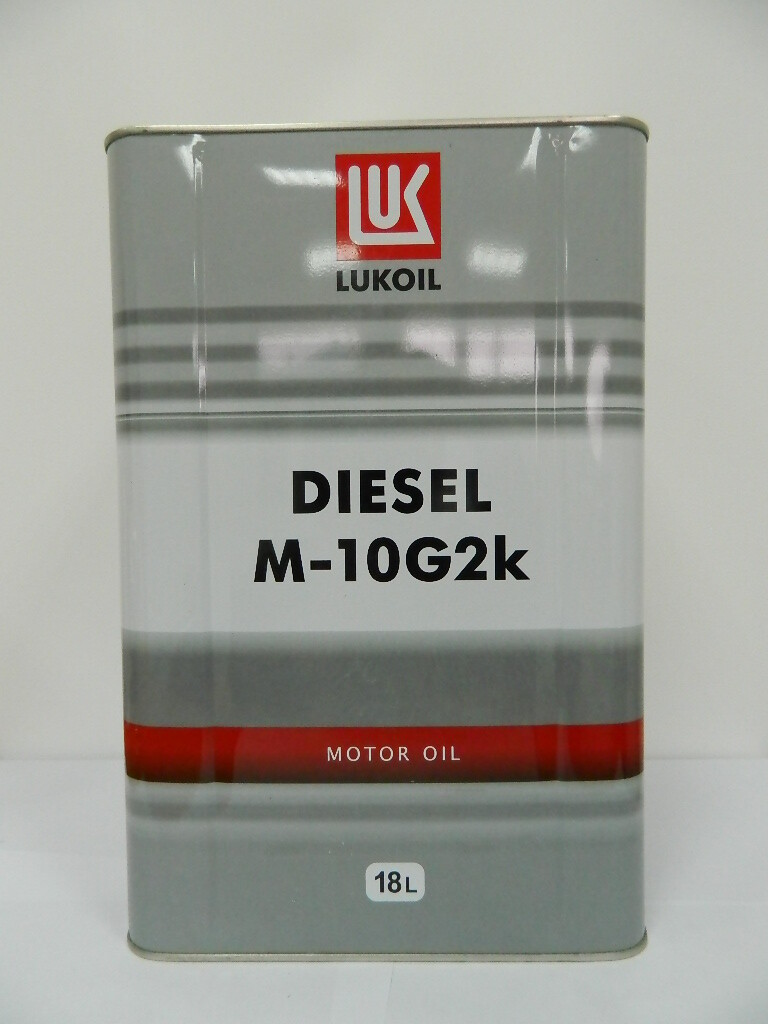 LUK
LUKOIL
DIESEL
M-10G2k
MOTOR OIL
18L